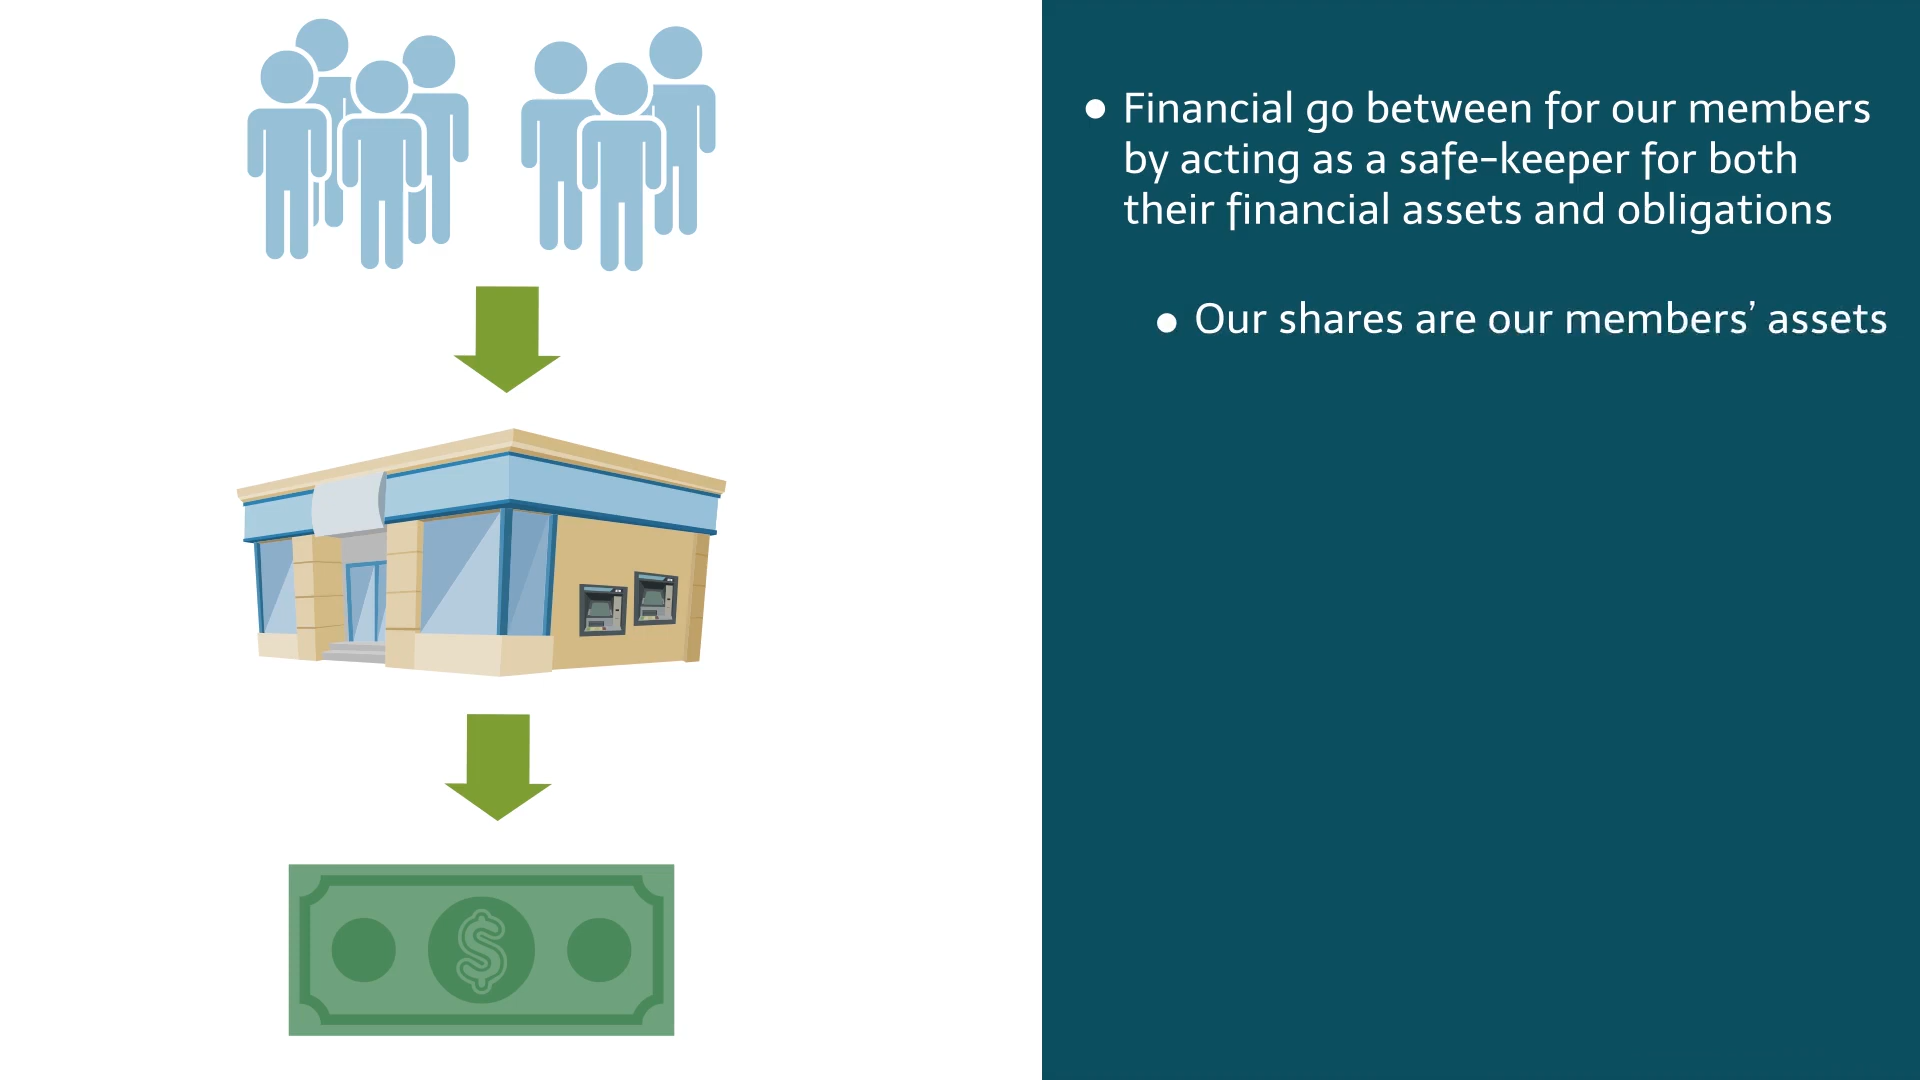 • Financial go between for our members
by acting as a safe-keeper for both
their financial assets and obligations
• Our shares are our members’ assets
$